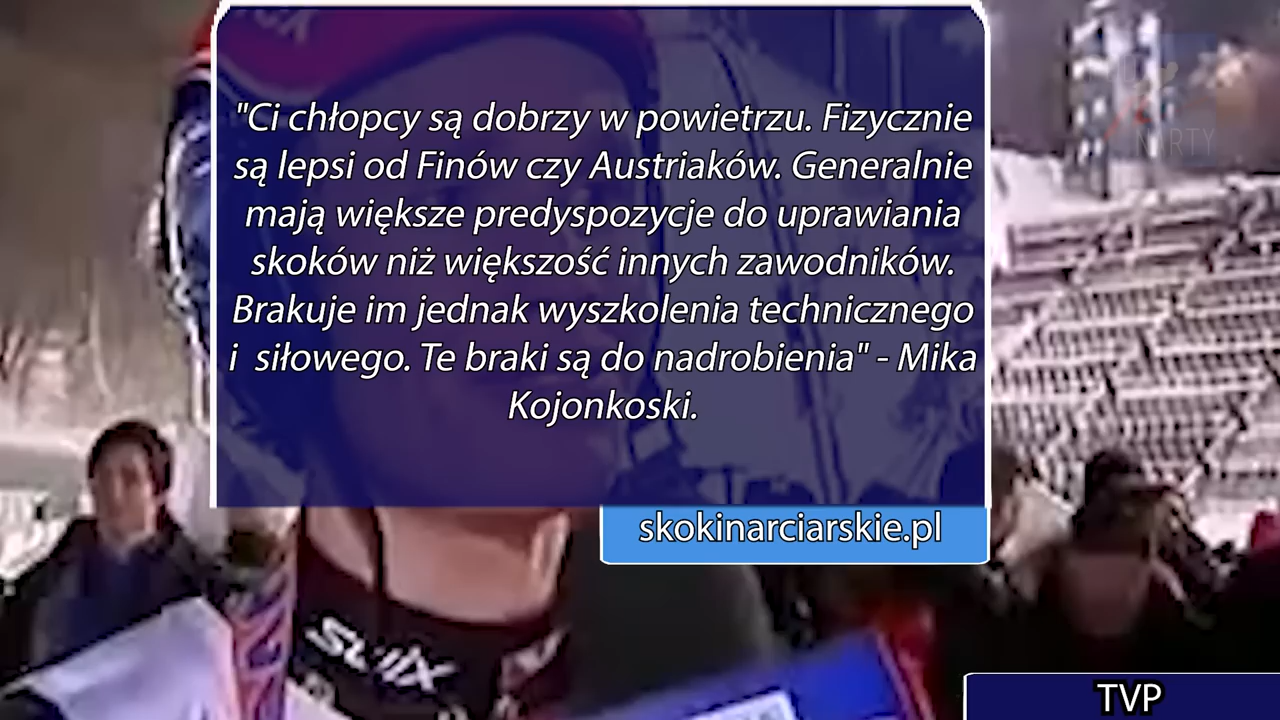 "Ci chłopcy są dobrzy w powietrzu. Fizycznie
są lepsi od Finów czy Austriaków. Generalnie
mają większe predyspozycje do uprawiania
skoków niż większość innych zawodników.
Brakuje im jednak wyszkolenia technicznego
i  siłowego. Te braki są do nadrobienia" - Mika
Kojonkoski.
skokinarciarskie.pl
NARTY
SWIX
TVP